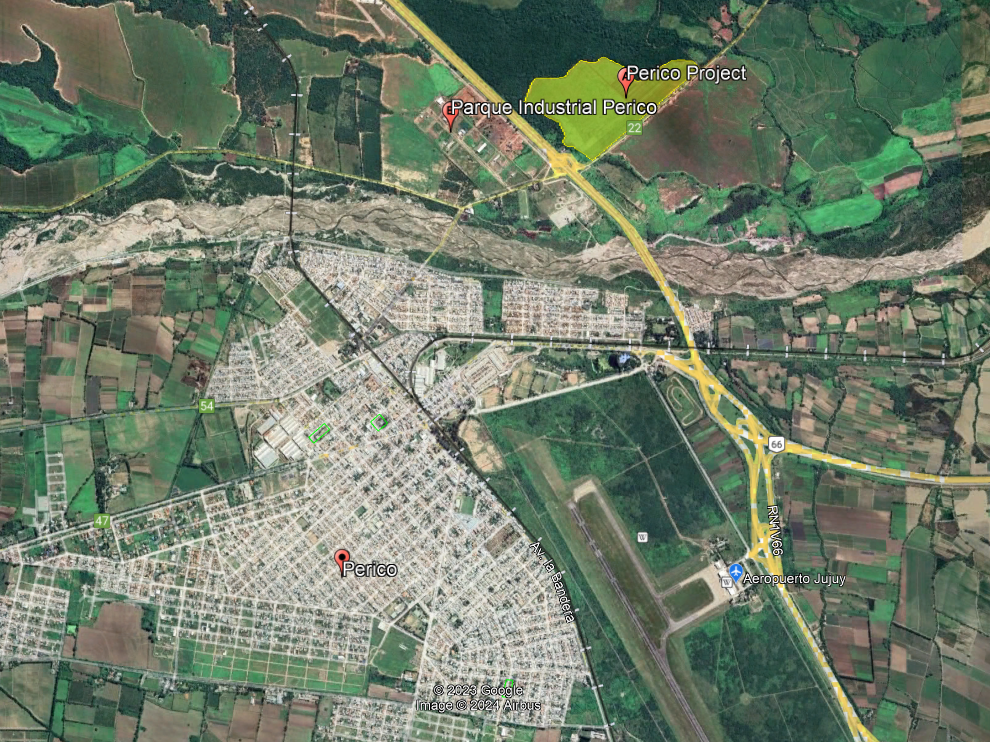 Perico Project
Parque Industrial Perico
22
54
66
47
RN1V66
Av. la Bandera
Perico
W
W
Aeropuerto Jujuy
© 2023 Google
Image © 2024 Airbus